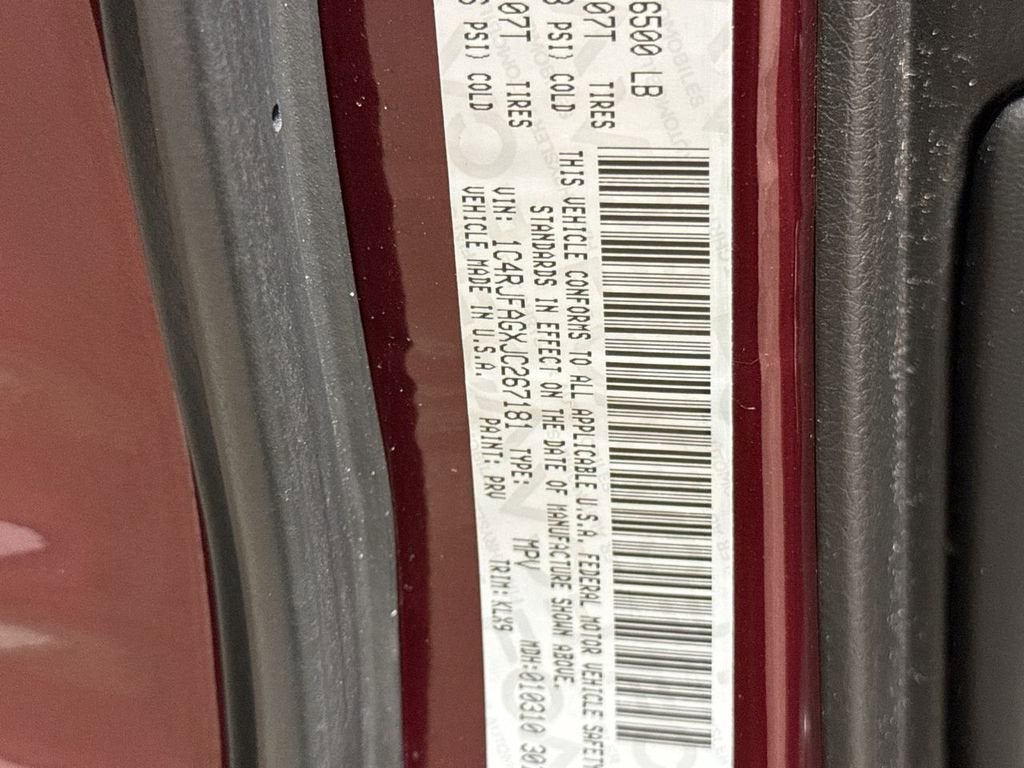 6500 LB
07T TIRES
PSI) COLD
07T TIRES
PSI) COLD
THIS VEHICLE CONFORMS TO ALL APPLICABLE U.S.A. FEDERAL MOTOR VEHICLE SAFETY
STANDARDS IN EFFECT ON THE DATE OF MANUFACTURE SHOWN ABOVE.
VIN: 1C4RJFAGXJC267181 TYPE: MPV MDH:010310 301
VEHICLE MADE IN U.S.A. PAINT: PRV TRIM:KLX9